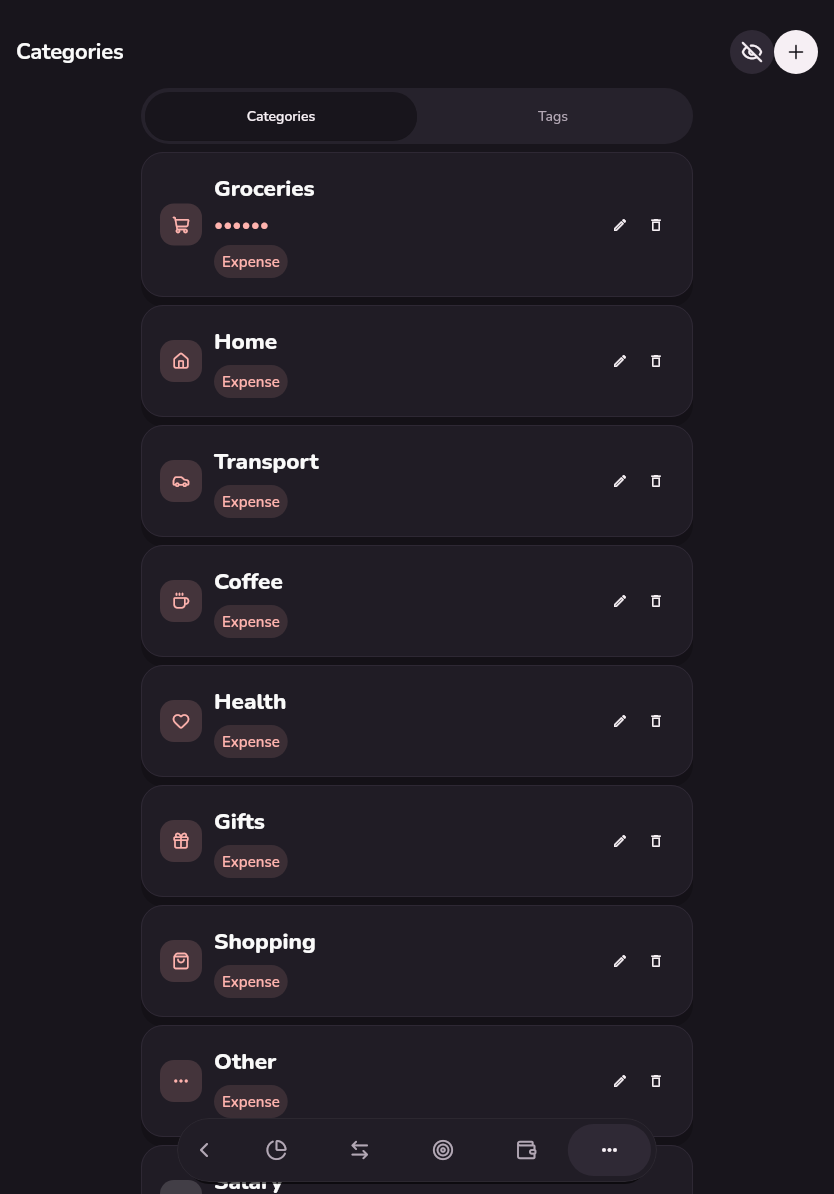 Categories
Categories
Tags
Groceries
••••••
Expense
Home
Expense
Transport
Expense
Coffee
Expense
Health
Expense
Gifts
Expense
Shopping
Expense
Other
Expense
Salary